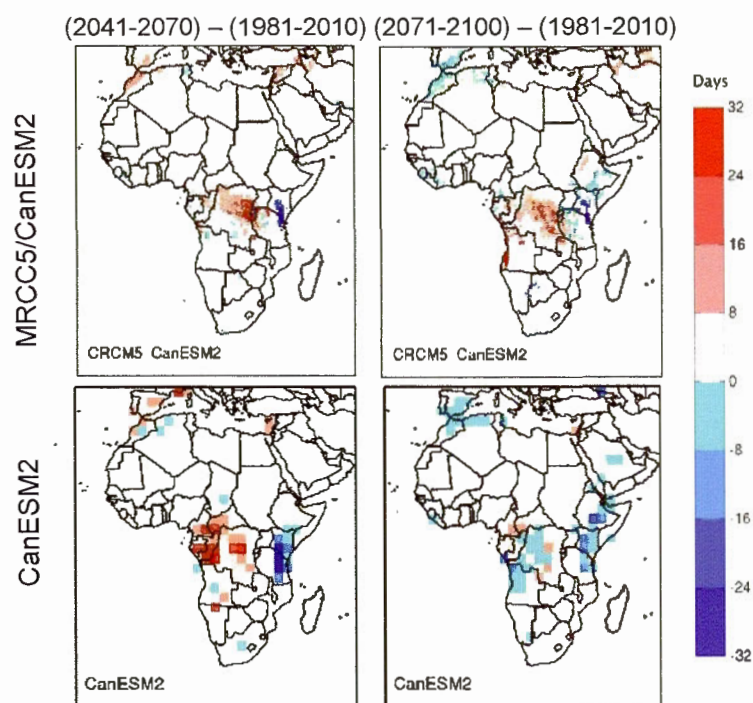 (2041-2070) – (1981-2010) (2071-2100) – (1981-2010)
Days
MRCC5/CanESM2
CRCM5 CanESM2
CRCM5 CanESM2
32
24
16
8
0
-8
-16
-24
-32
CanESM2
CanESM2
CanESM2